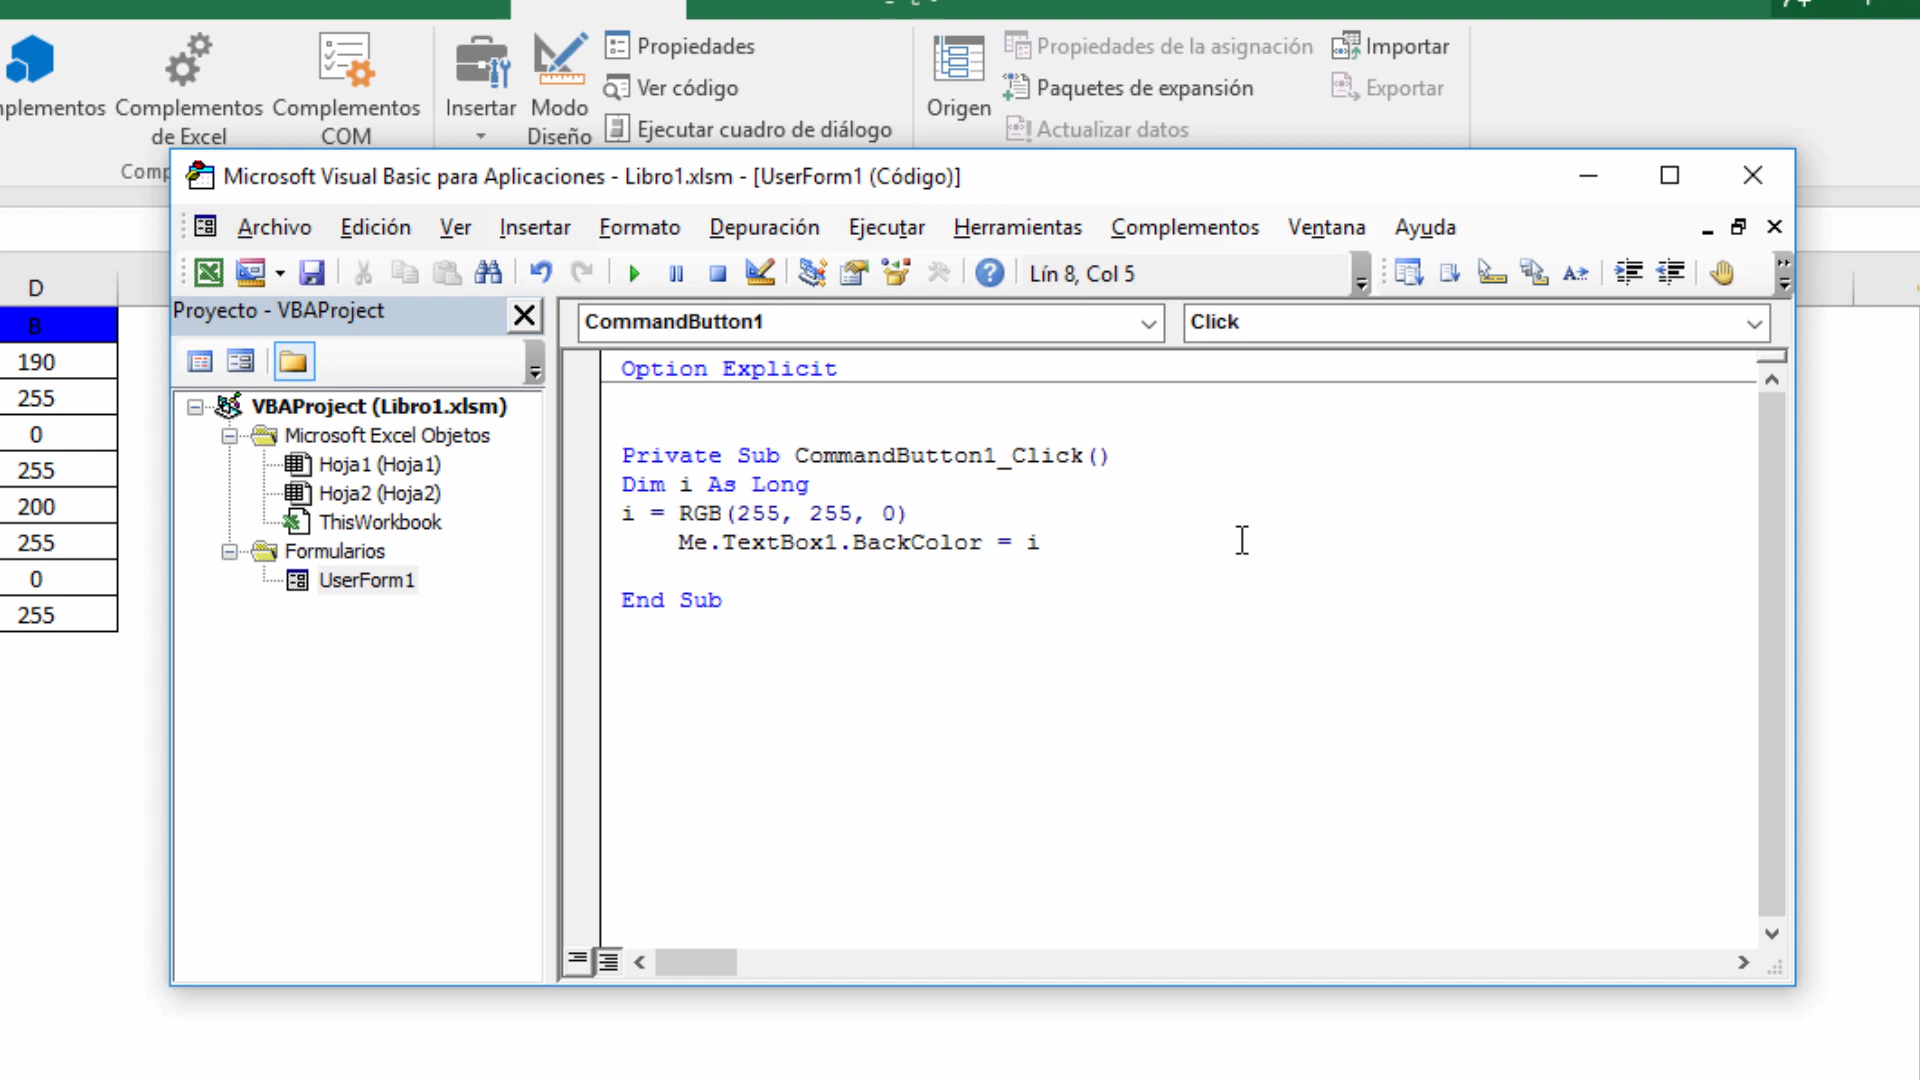 Complementos
de Excel
Complementos
COM
Insertar
Modo
Diseño
Propiedades
Ver código
Ejecutar cuadro de diálogo
Origen
Propiedades de la asignación
Paquetes de expansión
Actualizar datos
Importar
Exportar
Microsoft Visual Basic para Aplicaciones - Libro1.xlsm - [UserForm1 (Código)]
Archivo Edición Ver Insertar Formato Depuración Ejecutar Herramientas Complementos Ventana Ayuda
Lín 8, Col 5
Proyecto - VBAProject
VBAProject (Libro1.xlsm)
Microsoft Excel Objetos
Hoja1 (Hoja1)
Hoja2 (Hoja2)
ThisWorkbook
Formularios
UserForm1
CommandButton1
Click
Option Explicit
Private Sub CommandButton1_Click()
Dim i As Long
i = RGB(255, 255, 0)
Me.TextBox1.BackColor = i
End Sub
D
B
190
255
0
255
200
255
0
255